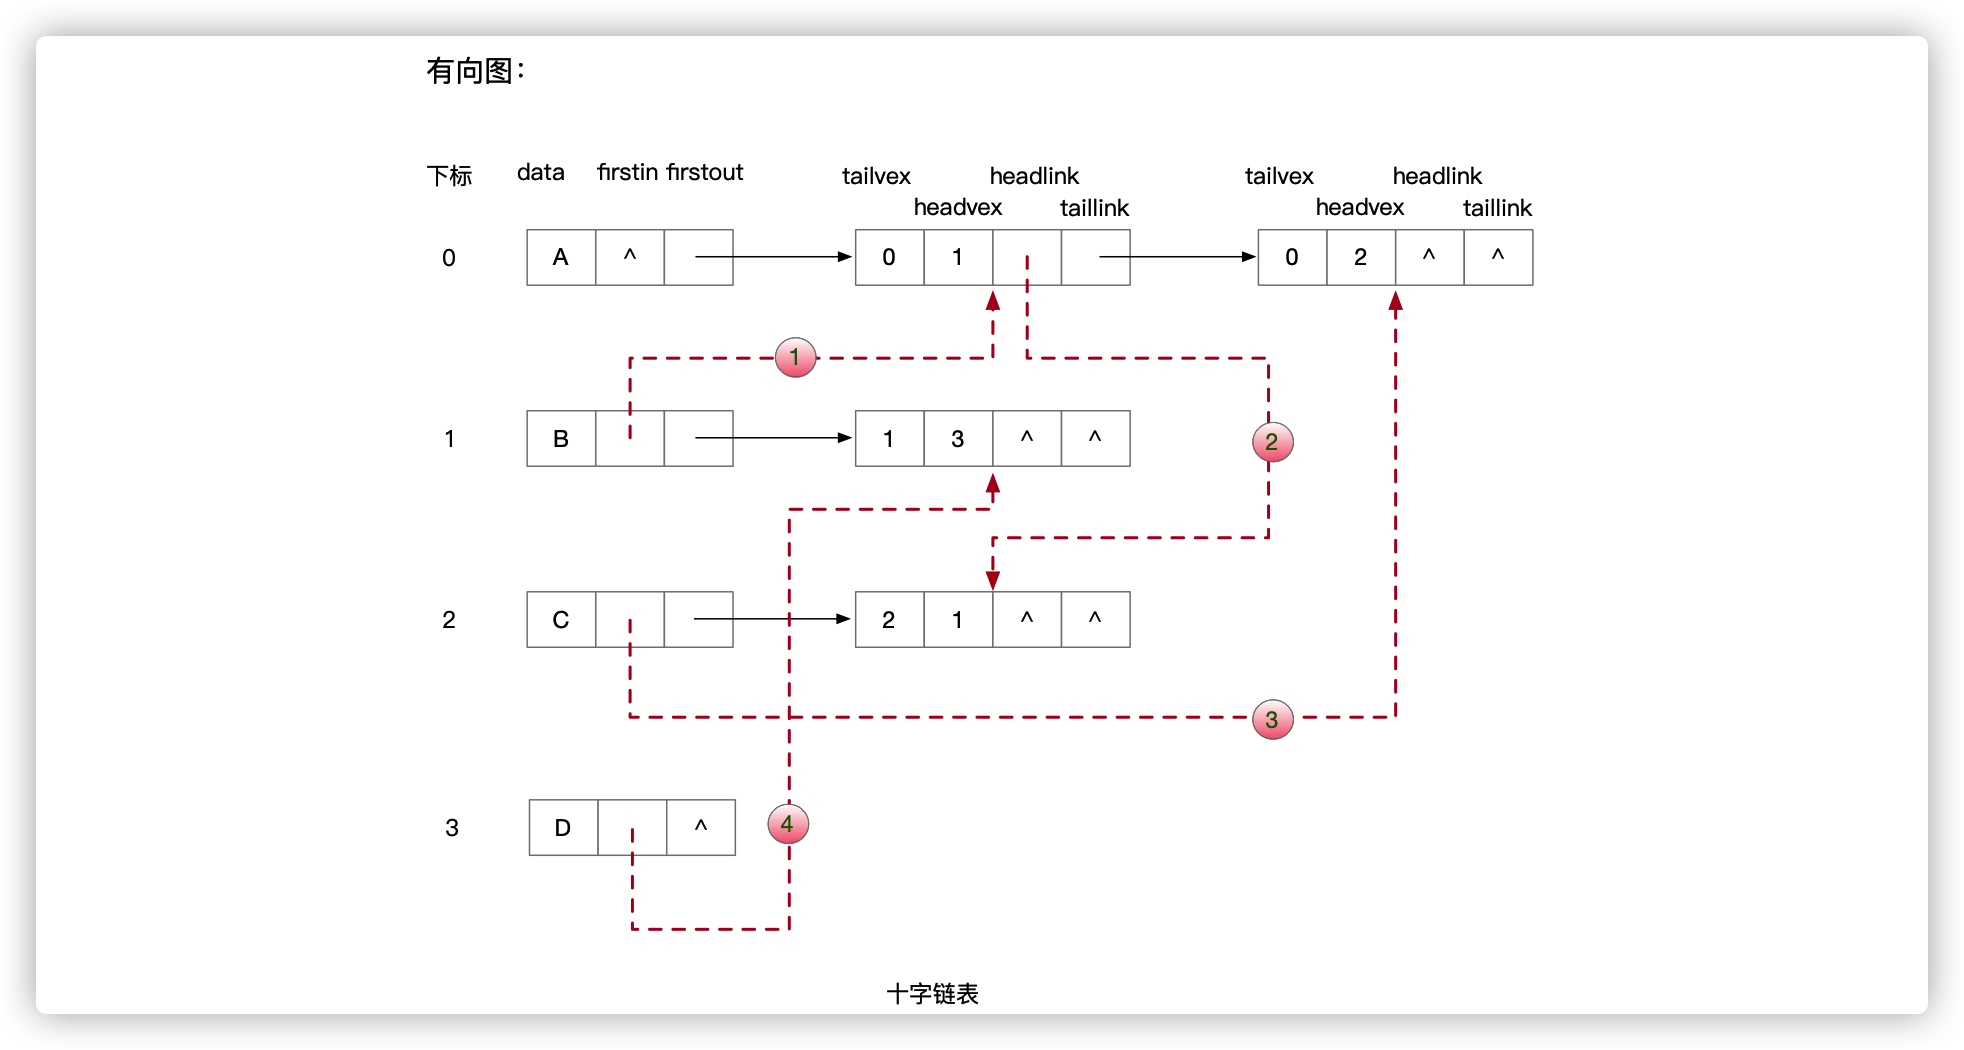 有向图：
下标 data firstin firstout tailvex headlink tailvex headlink
headvex taillink headvex taillink
0 A ^ 0 1 0 2 ^ ^
1
1 B 1 3 ^ ^ 2
2 C 2 1 ^ ^
3
3 D ^ 4
十字链表